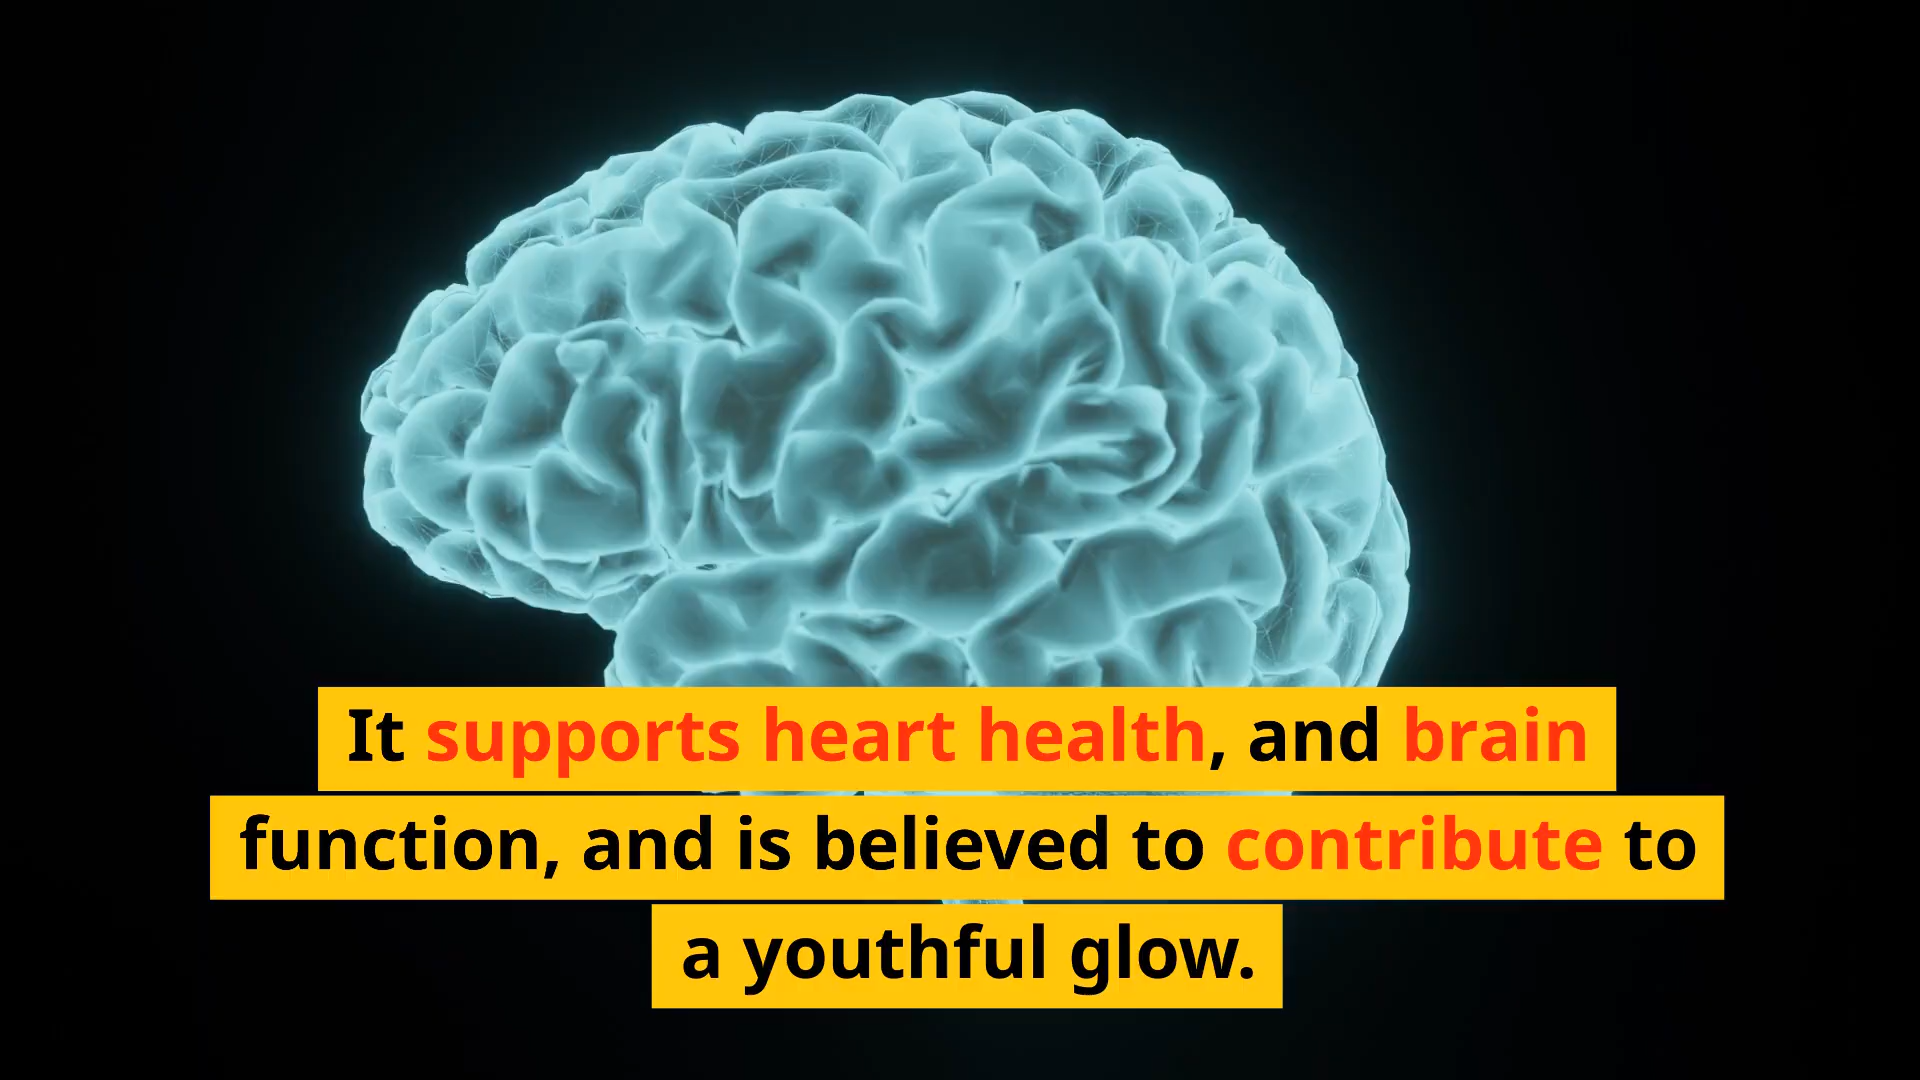 It supports heart health, and brain
function, and is believed to contribute to
a youthful glow.